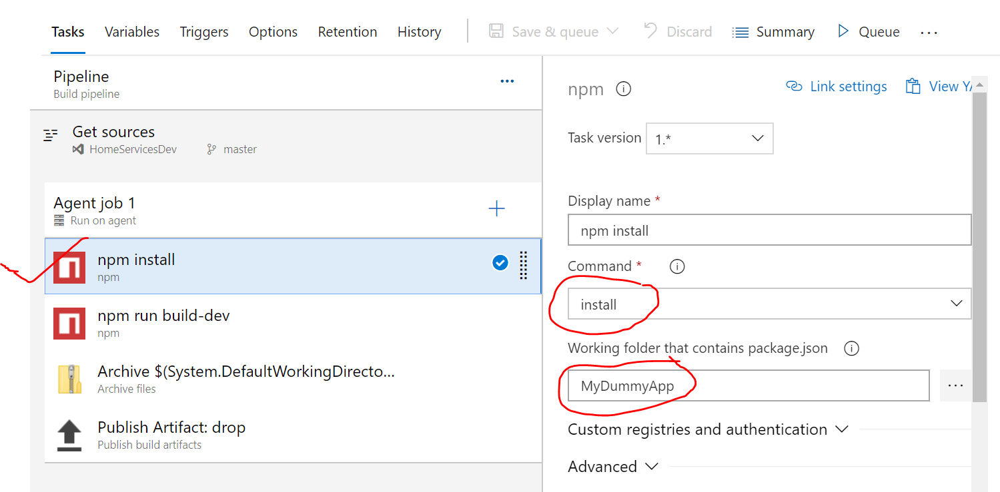 Tasks Variables Triggers Options Retention History Save & queue Discard Summary Queue ...
Pipeline ...
Build pipeline
Get sources
HomeServicesDev master
Agent job 1
Run on agent
npm install
npm
npm run build-dev
npm
Archive $(System.DefaultWorkingDirecto...
Archive files
Publish Artifact: drop
Publish build artifacts
npm Link settings View YA
Task version 1.*
Display name *
npm install
Command *
install
Working folder that contains package.json
MyDummyApp ...
Custom registries and authentication
Advanced